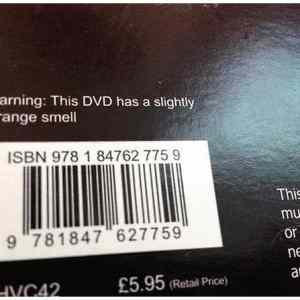 arning: This DVD has a slightly
range smell
ISBN 978 1 84762 775 9
9 781847 627759
HVC42 £5.95 (Retail Price)
This
mu
or
ne
a